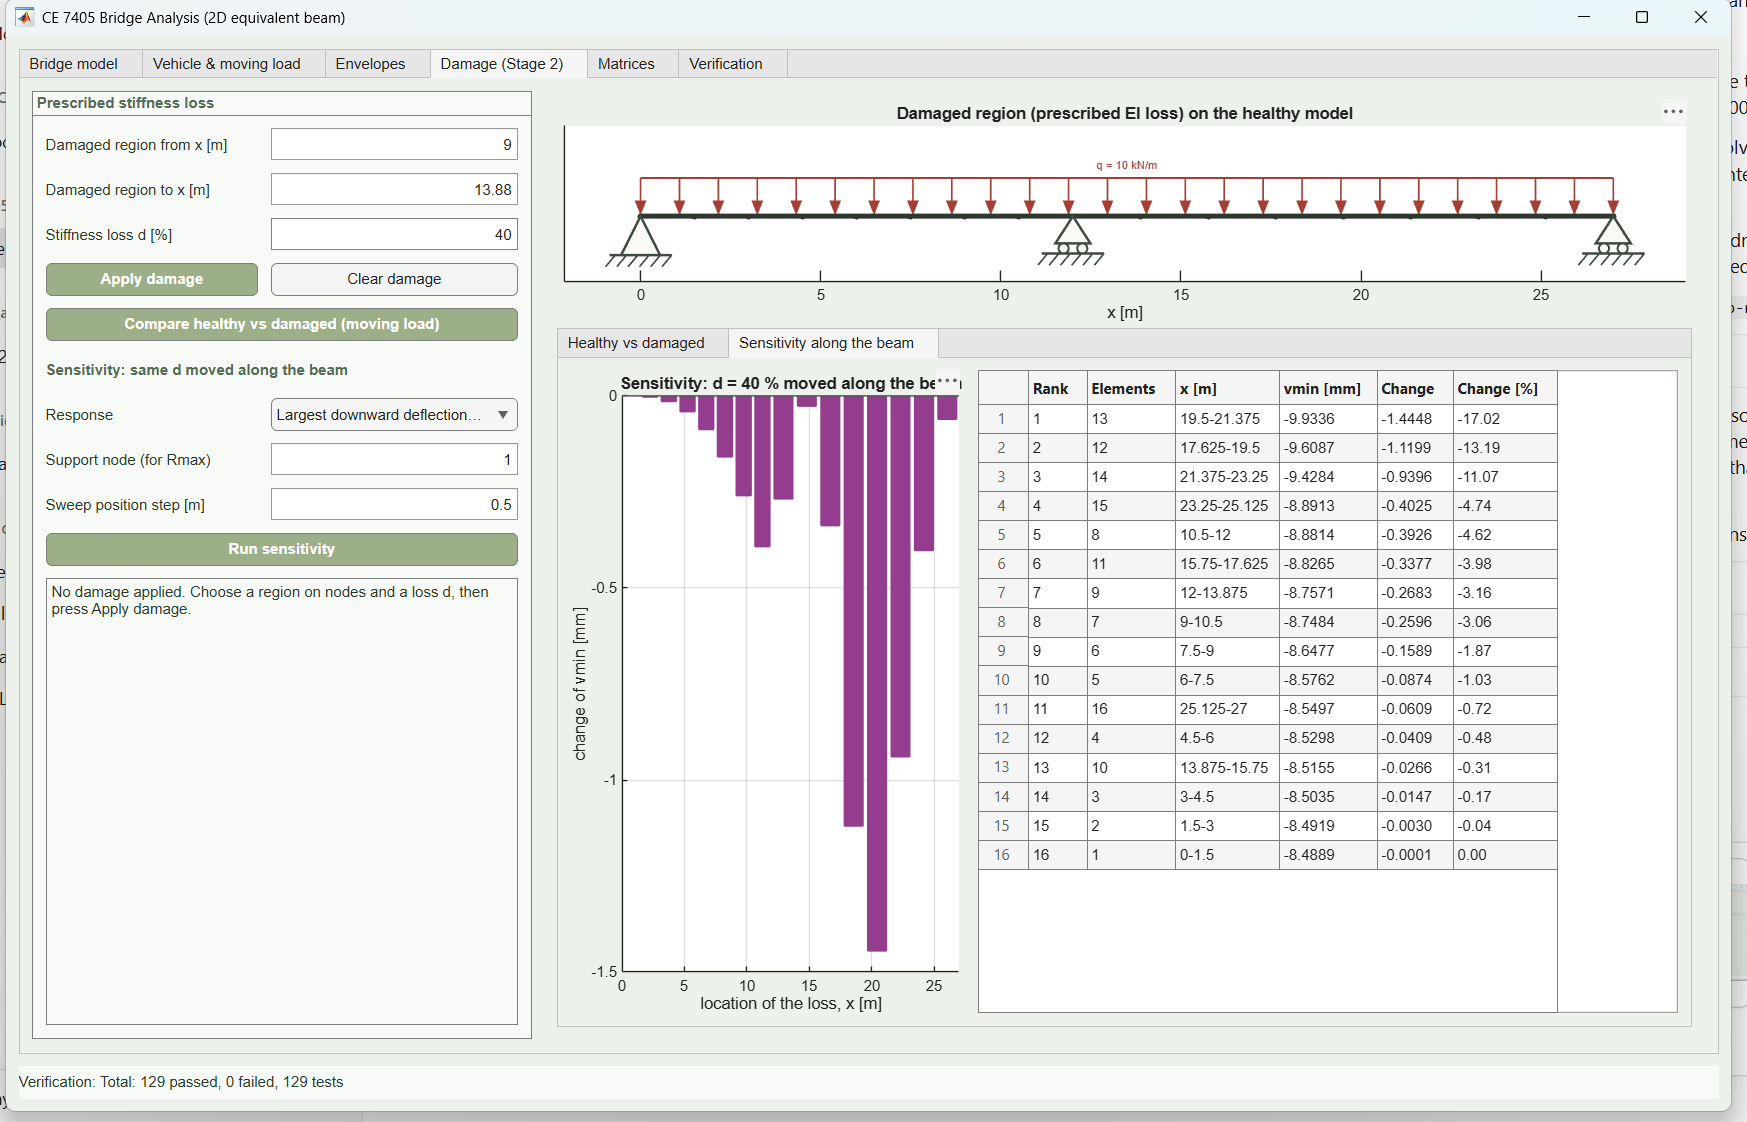 CE 7405 Bridge Analysis (2D equivalent beam)
Bridge model Vehicle & moving load Envelopes Damage (Stage 2) Matrices Verification
Prescribed stiffness loss
Damaged region from x [m] 9
Damaged region to x [m] 13.88
Stiffness loss d [%] 40
Apply damage Clear damage
Compare healthy vs damaged (moving load)
Sensitivity: same d moved along the beam
Response Largest downward deflection...
Support node (for Rmax) 1
Sweep position step [m] 0.5
Run sensitivity
No damage applied. Choose a region on nodes and a loss d, then
press Apply damage.
Damaged region (prescribed EI loss) on the healthy model
q = 10 kN/m
0 5 10 15 20 25
x [m]
Healthy vs damaged Sensitivity along the beam
Sensitivity: d = 40 % moved along the be
0
-0.5
-1
-1.5
change of vmin [mm]
0 5 10 15 20 25
location of the loss, x [m]
Rank Elements x [m] vmin [mm] Change Change [%]
1 1 13 19.5-21.375 -9.9336 -1.4448 -17.02
2 2 12 17.625-19.5 -9.6087 -1.1199 -13.19
3 3 14 21.375-23.25 -9.4284 -0.9396 -11.07
4 4 15 23.25-25.125 -8.8913 -0.4025 -4.74
5 5 8 10.5-12 -8.8814 -0.3926 -4.62
6 6 11 15.75-17.625 -8.8265 -0.3377 -3.98
7 7 9 12-13.875 -8.7571 -0.2683 -3.16
8 8 7 9-10.5 -8.7484 -0.2596 -3.06
9 9 6 7.5-9 -8.6477 -0.1589 -1.87
10 10 5 6-7.5 -8.5762 -0.0874 -1.03
11 11 16 25.125-27 -8.5497 -0.0609 -0.72
12 12 4 4.5-6 -8.5298 -0.0409 -0.48
13 13 10 13.875-15.75 -8.5155 -0.0266 -0.31
14 14 3 3-4.5 -8.5035 -0.0147 -0.17
15 15 2 1.5-3 -8.4919 -0.0030 -0.04
16 16 1 0-1.5 -8.4889 -0.0001 0.00
Verification: Total: 129 passed, 0 failed, 129 tests